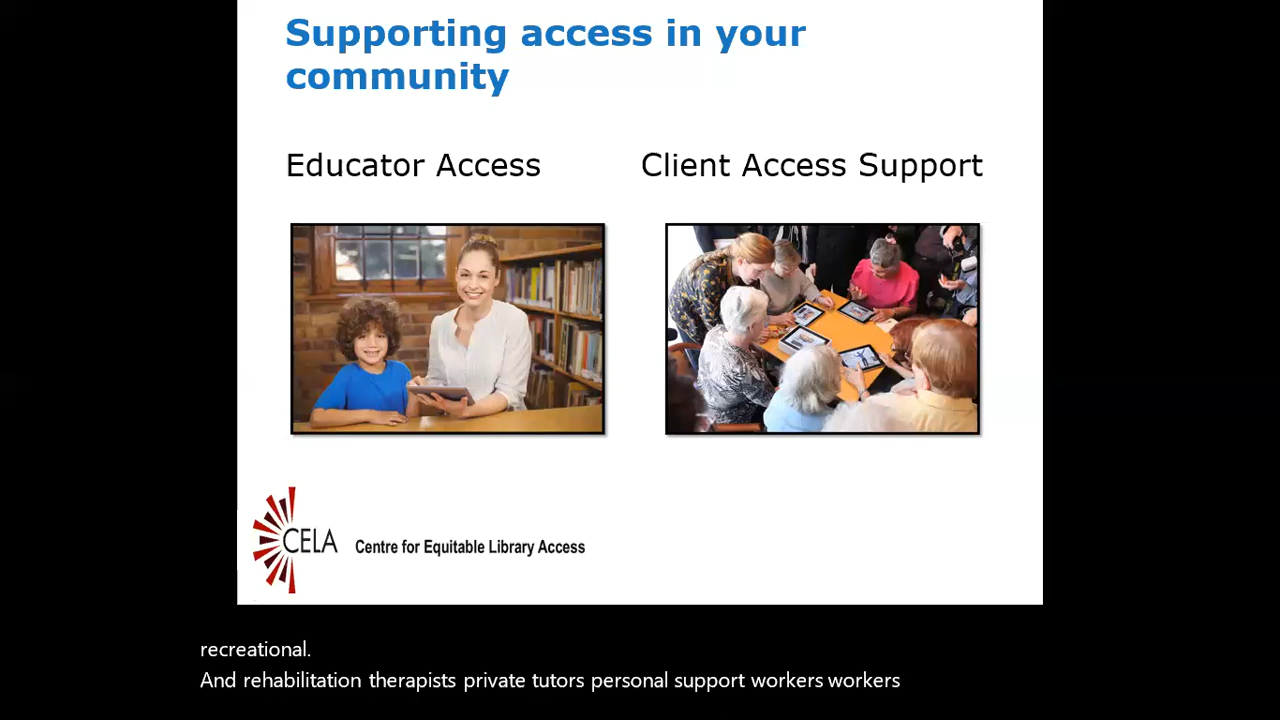 Supporting access in your
community
Educator Access
Client Access Support
CELA
Centre for Equitable Library Access
recreational.
And rehabilitation therapists private tutors personal support workers workers